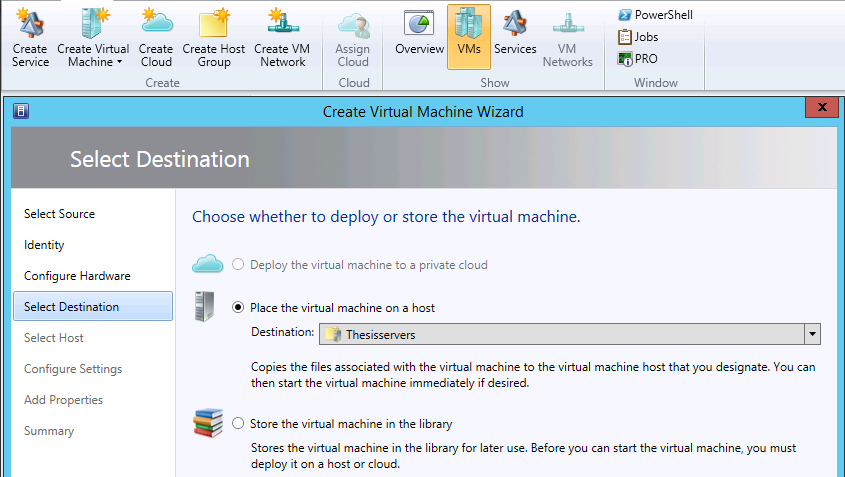 Create Service
Create Virtual Machine
Create Cloud
Create Host Group
Create VM Network
Assign Cloud
Overview
VMs
Services
VM Networks
PowerShell
Jobs
PRO
Create
Cloud
Show
Window
Create Virtual Machine Wizard
x
Select Destination
Select Source
Identity
Configure Hardware
Select Destination
Select Host
Configure Settings
Add Properties
Summary
Choose whether to deploy or store the virtual machine.
Deploy the virtual machine to a private cloud
Place the virtual machine on a host
Destination: Thesisservers
Copies the files associated with the virtual machine to the virtual machine host that you designate. You can
then start the virtual machine immediately if desired.
Store the virtual machine in the library
Stores the virtual machine in the library for later use. Before you can start the virtual machine, you must
deploy it on a host or cloud.